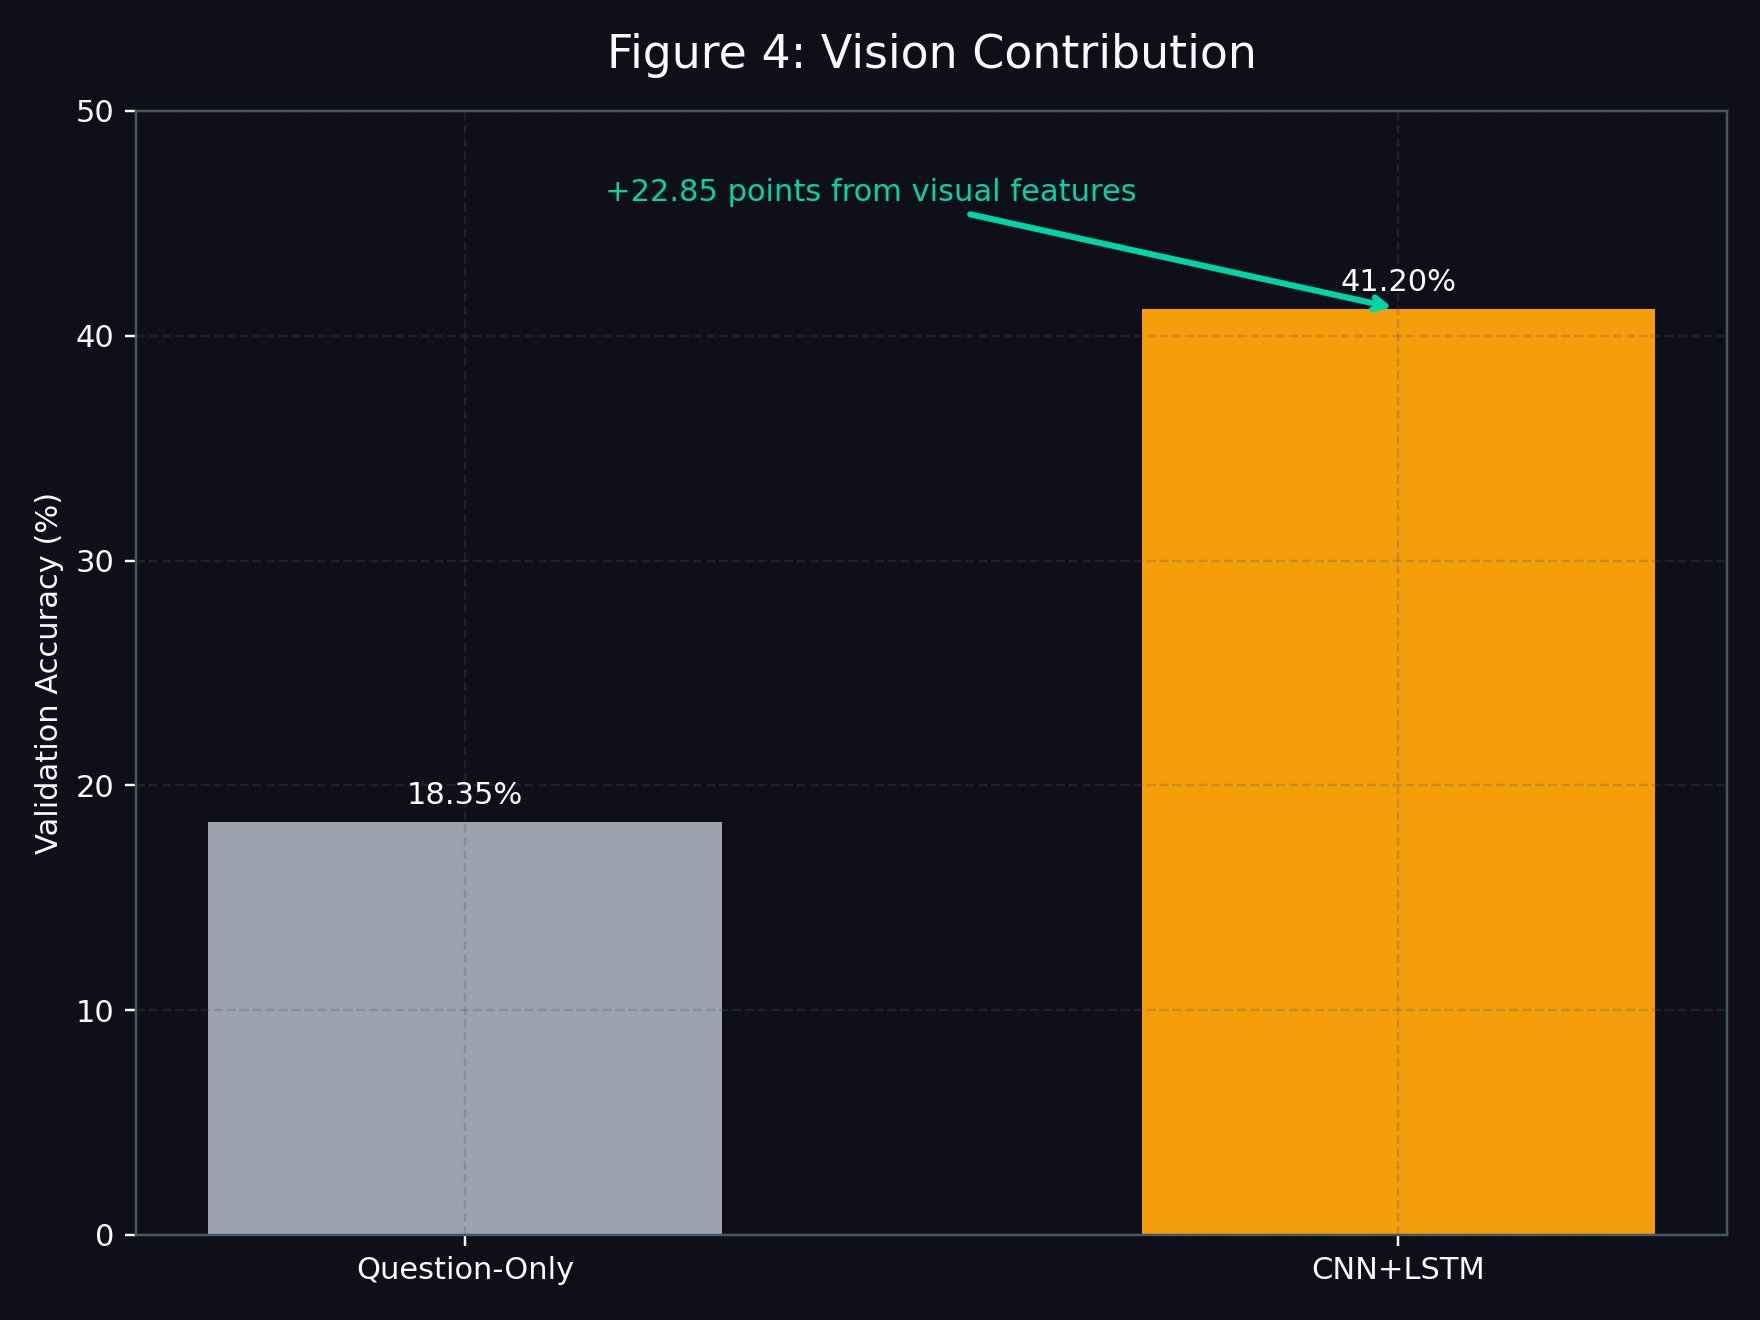 Figure 4: Vision Contribution
50
+22.85 points from visual features
41.20%
40
30
Validation Accuracy (%)
20
18.35%
10
0
Question-Only
CNN+LSTM